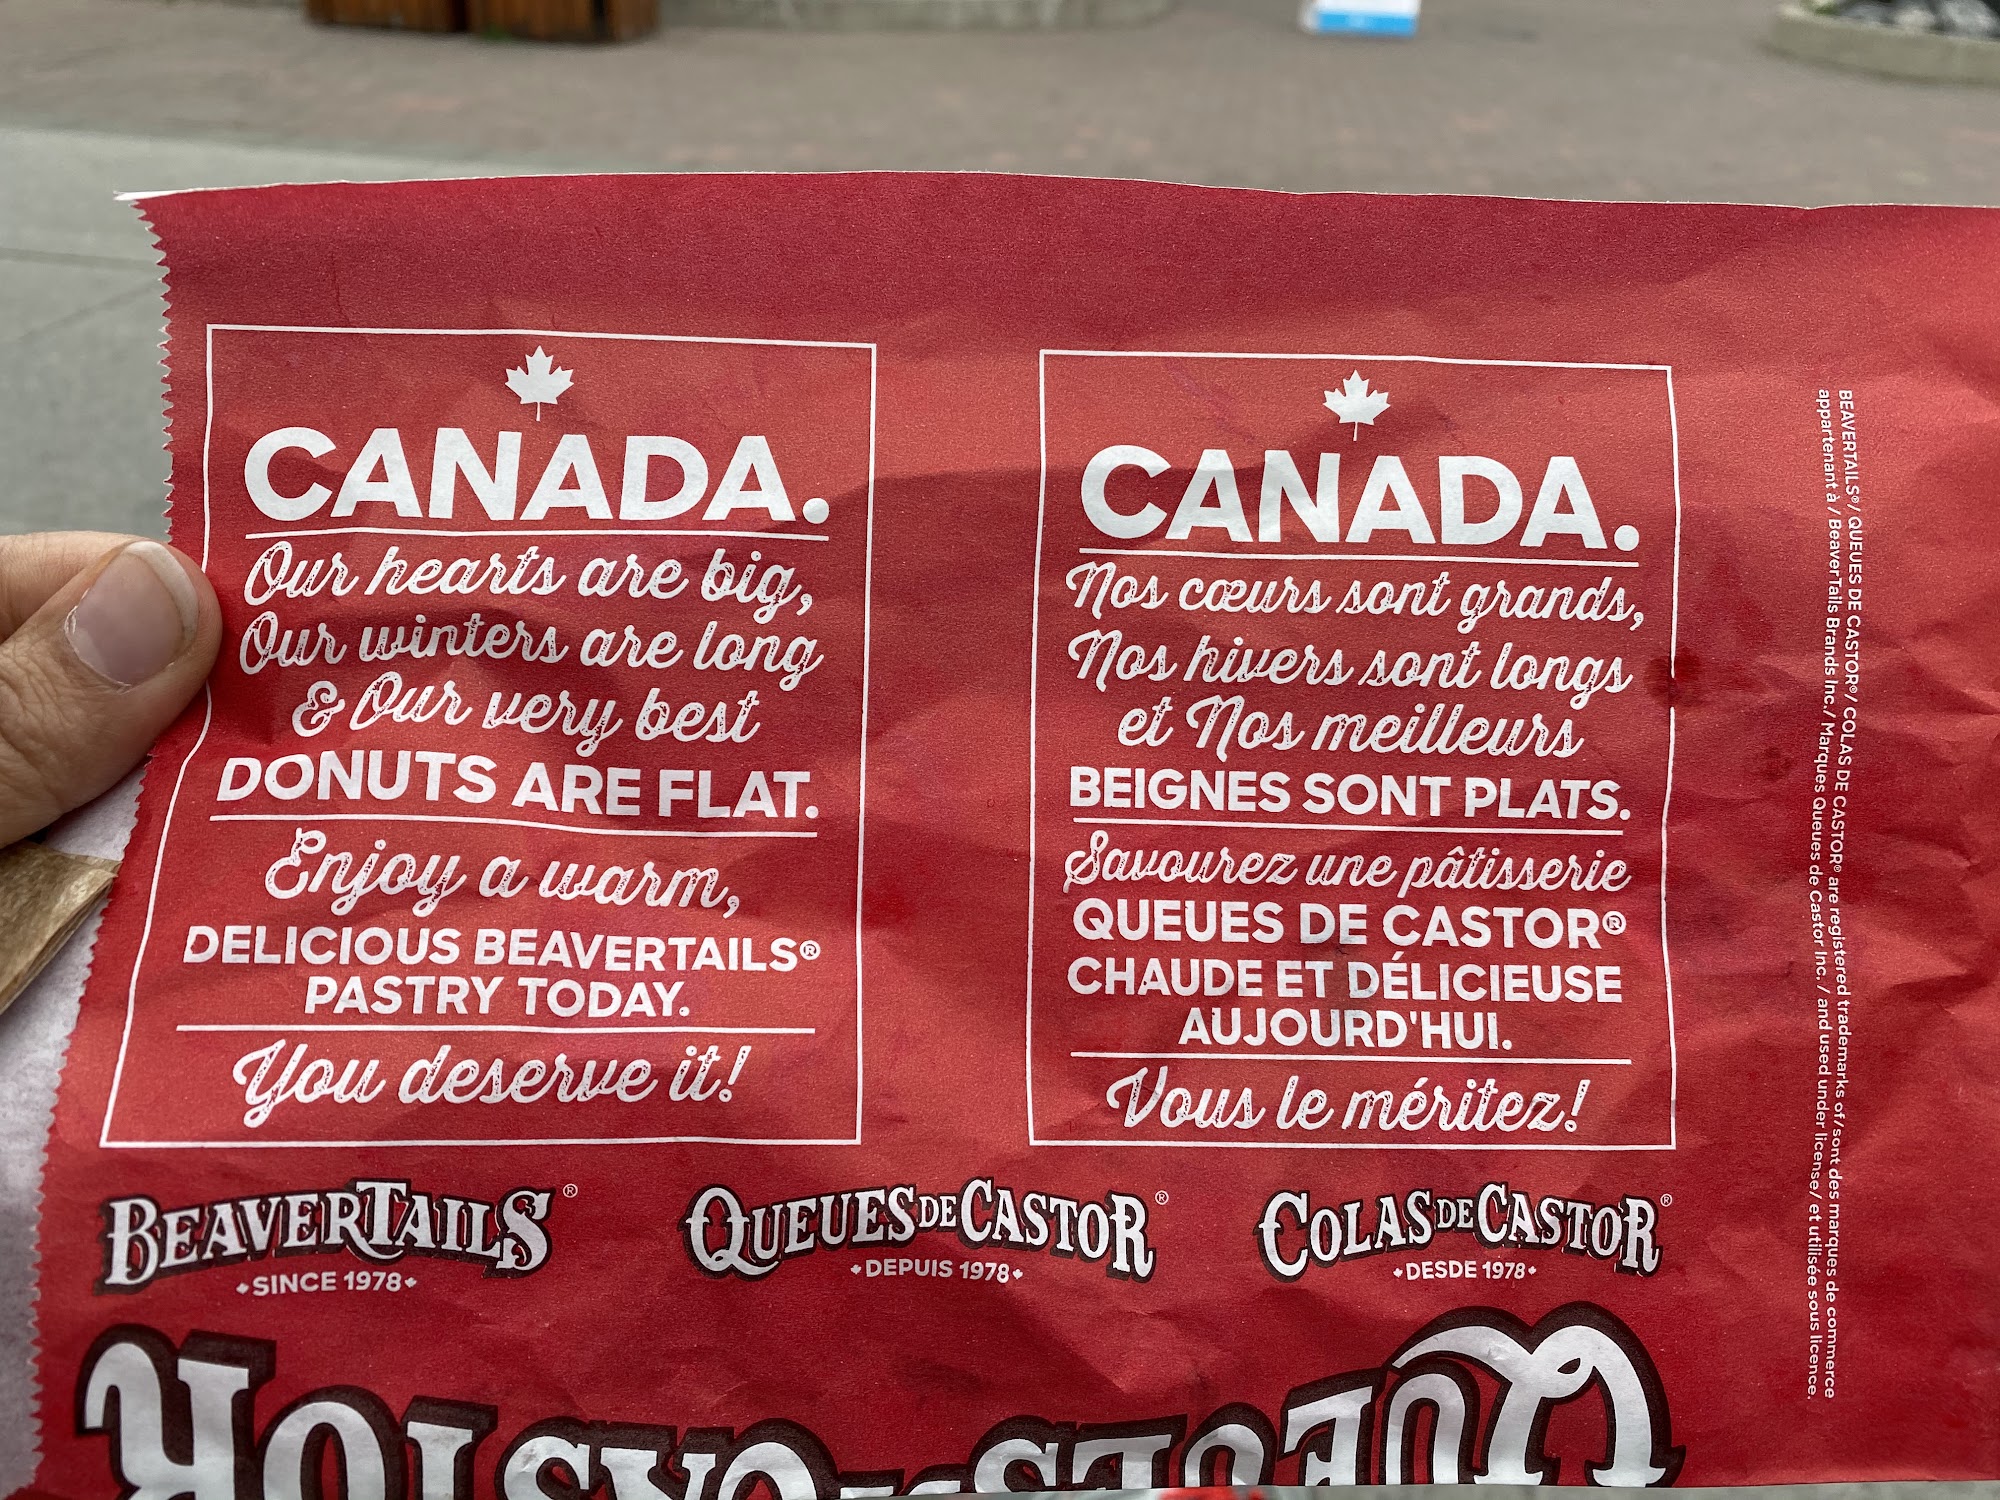 CANADA.
Our hearts are big,
Our winters are long
& Our very best
DONUTS ARE FLAT.
Enjoy a warm,
DELICIOUS BEAVERTAILS®
PASTRY TODAY.
You deserve it!
CANADA.
Nos cœurs sont grands,
Nos hivers sont longs
et Nos meilleurs
BEIGNES SONT PLATS.
Savourez une pâtisserie
QUEUES DE CASTOR®
CHAUDE ET DÉLICIEUSE
AUJOURD'HUI.
Vous le méritez!
BEAVERTAILS®/ QUEUES DE CASTOR®/ COLAS DE CASTOR® are registered trademarks of/sont des marques de commerce
appartenant à / BeaverTails Brands Inc./ Marques Queues de Castor Inc. / and used under license/ et utilisée sous licence.
BEAVERTAILS®
SINCE 1978
QUEUES DE CASTOR®
DEPUIS 1978
COLAS DE CASTOR®
DESDE 1978
QUEUES DE CASTOR